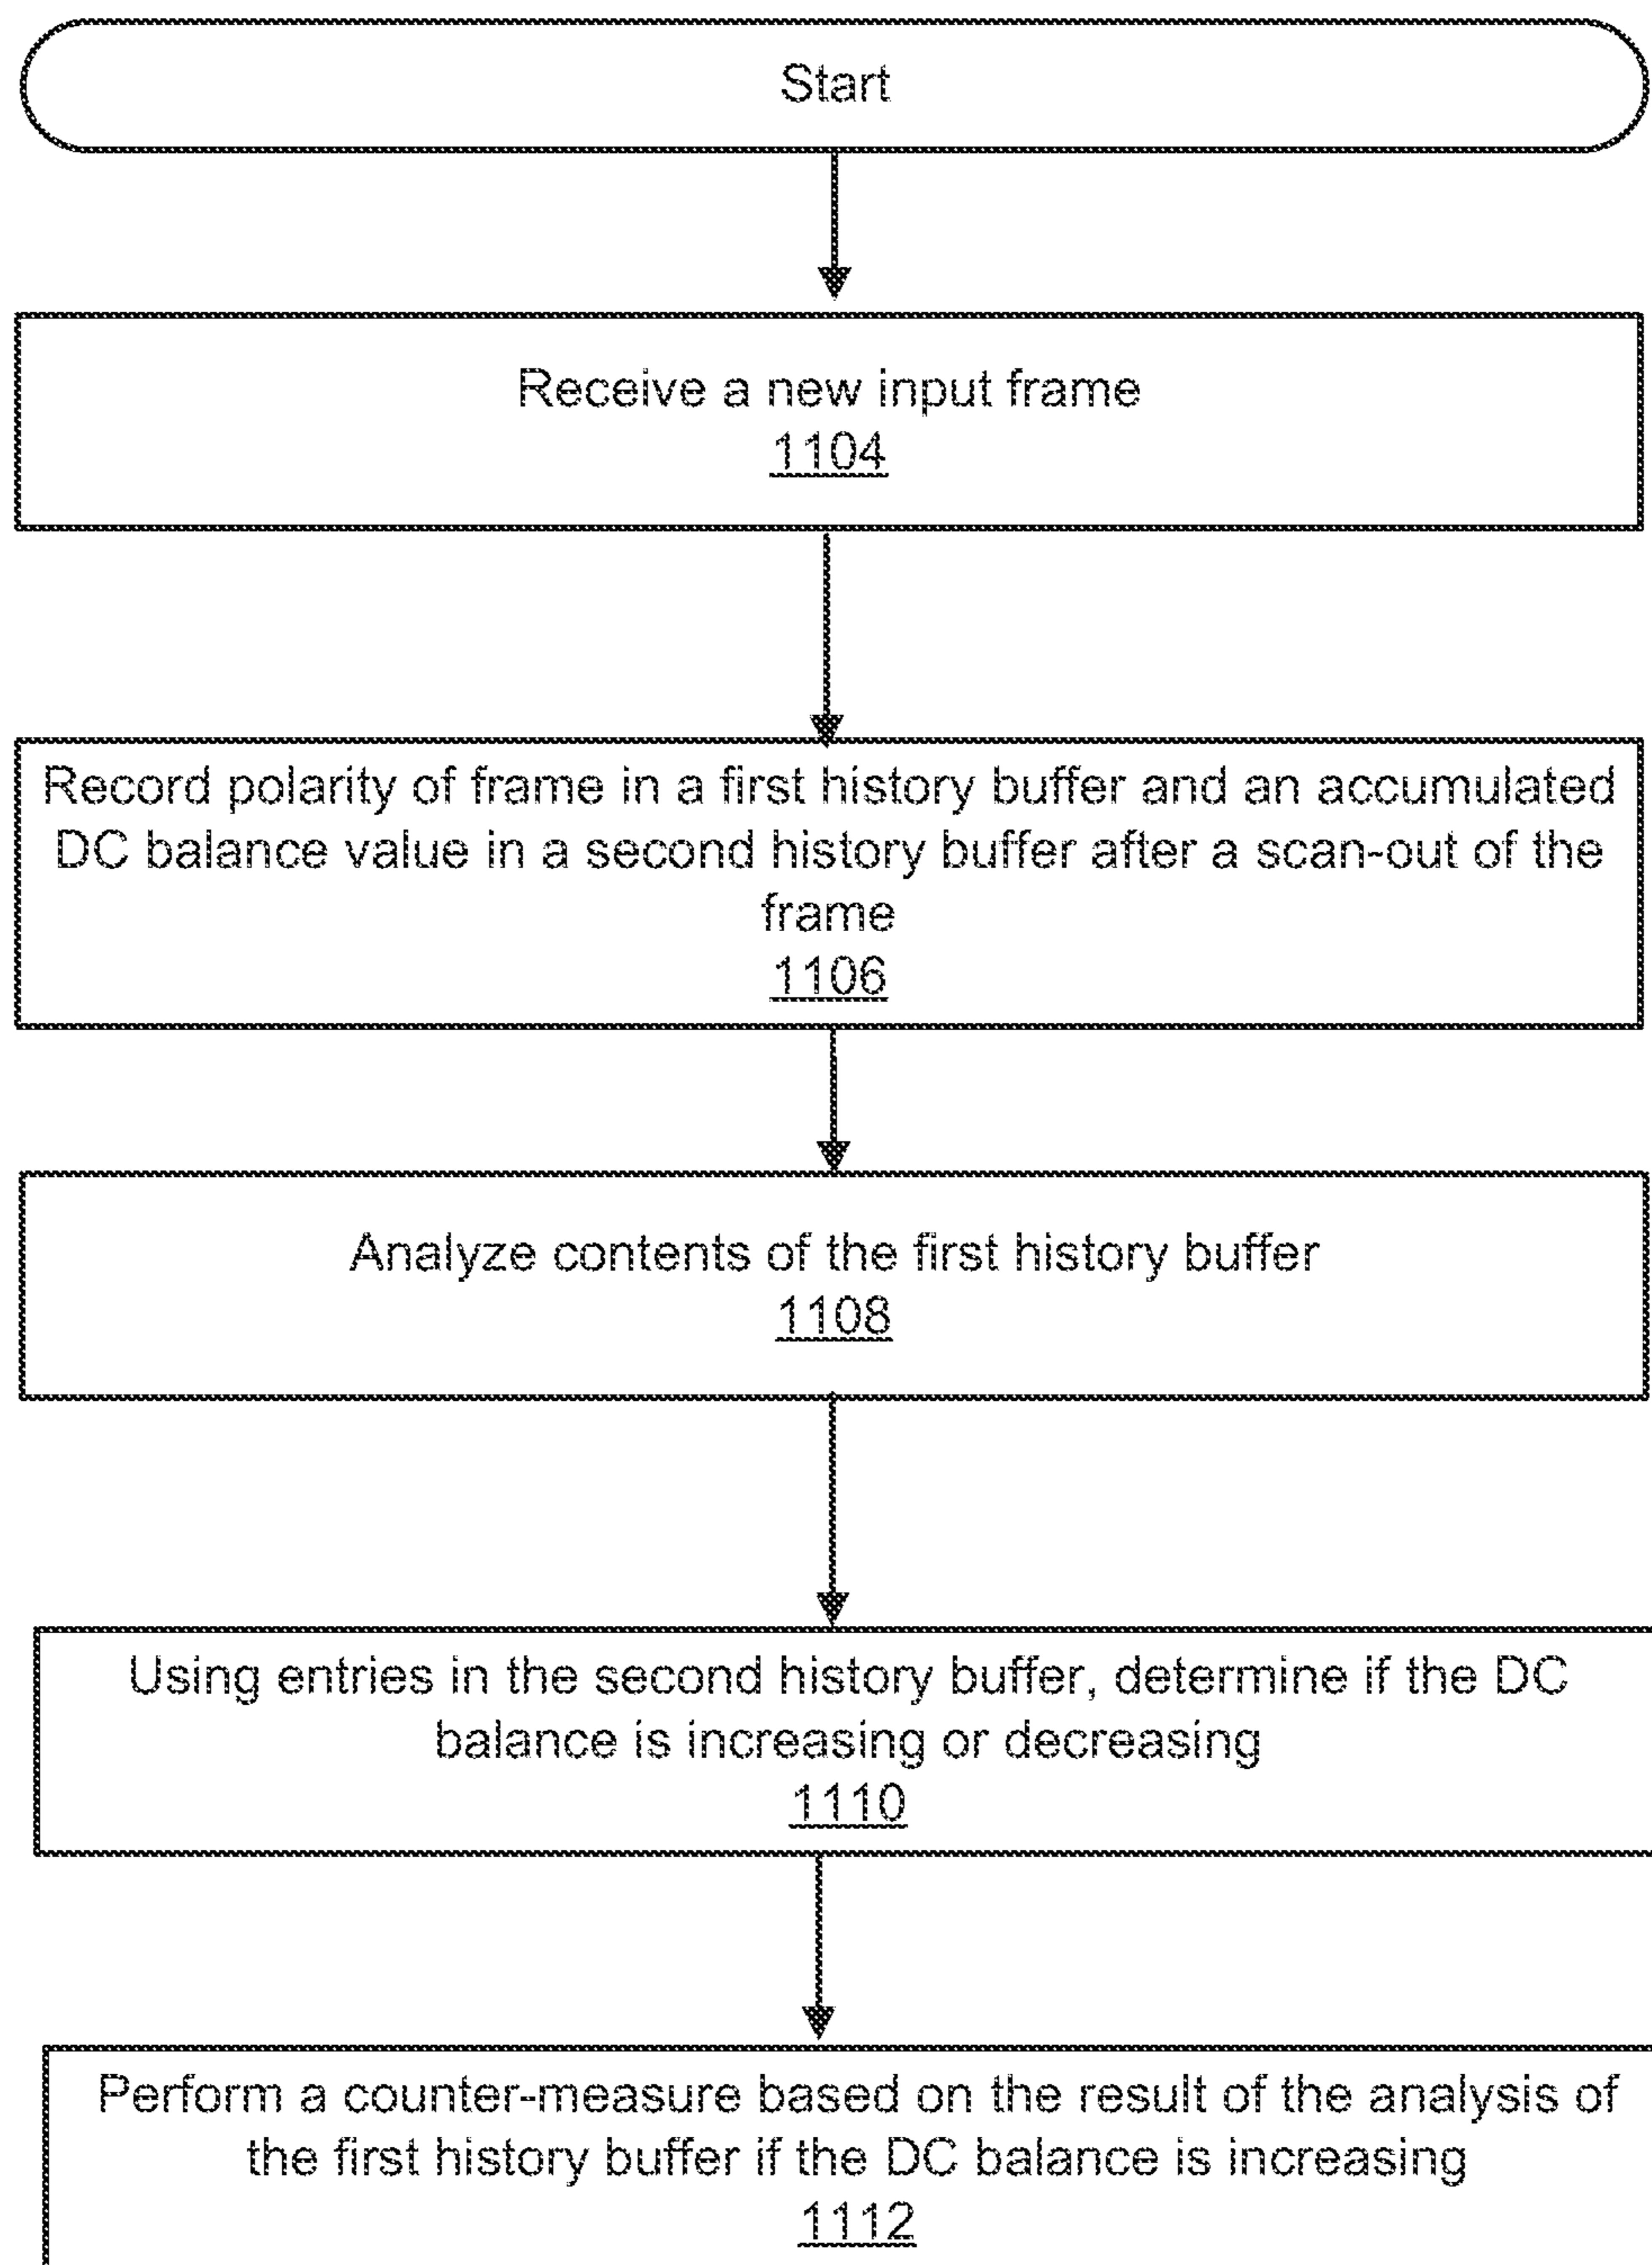 Start
Receive a new input frame
1104
Record polarity of frame in a first history buffer and an accumulated
DC balance value in a second history buffer after a scan-out of the
frame
1106
Analyze contents of the first history buffer
1108
Using entries in the second history buffer, determine if the DC
balance is increasing or decreasing
1110
Perform a counter-measure based on the result of the analysis of
the first history buffer if the DC balance is increasing
1112